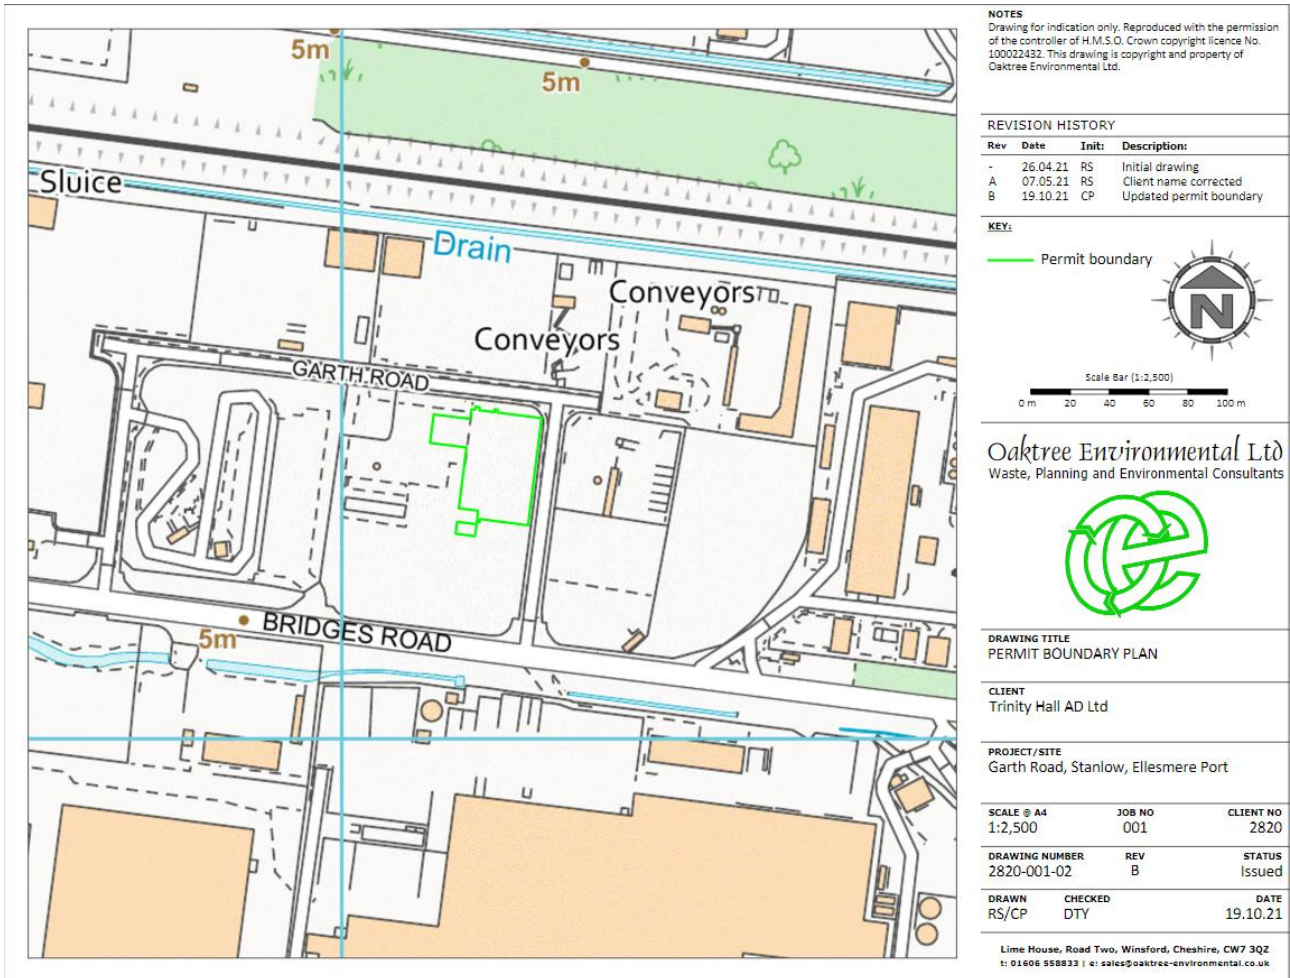 5m
5m
Sluice
Drain
Conveyors
Conveyors
GARTH ROAD
5m
BRIDGES ROAD
NOTES
Drawing for indication only. Reproduced with the permission
of the controller of H.M.S.O. Crown copyright licence No.
100022432. This drawing is copyright and property of
Oaktree Environmental Ltd.
REVISION HISTORY
Rev Date Init: Description:
- 26.04.21 RS Initial drawing
A 07.05.21 RS Client name corrected
B 19.10.21 CP Updated permit boundary
KEY:
Permit boundary
N
Scale Bar (1:2,500)
0 m 20 40 60 80 100 m
Oaktree Environmental Ltd
Waste, Planning and Environmental Consultants
DRAWING TITLE
PERMIT BOUNDARY PLAN
CLIENT
Trinity Hall AD Ltd
PROJECT/SITE
Garth Road, Stanlow, Ellesmere Port
SCALE @ A4 JOB NO CLIENT NO
1:2,500 001 2820
DRAWING NUMBER REV STATUS
2820-001-02 B Issued
DRAWN CHECKED DATE
RS/CP DTY 19.10.21
Lime House, Road Two, Winsford, Cheshire, CW7 3QZ
t: 01606 558833 | e: sales@oaktree-environmental.co.uk